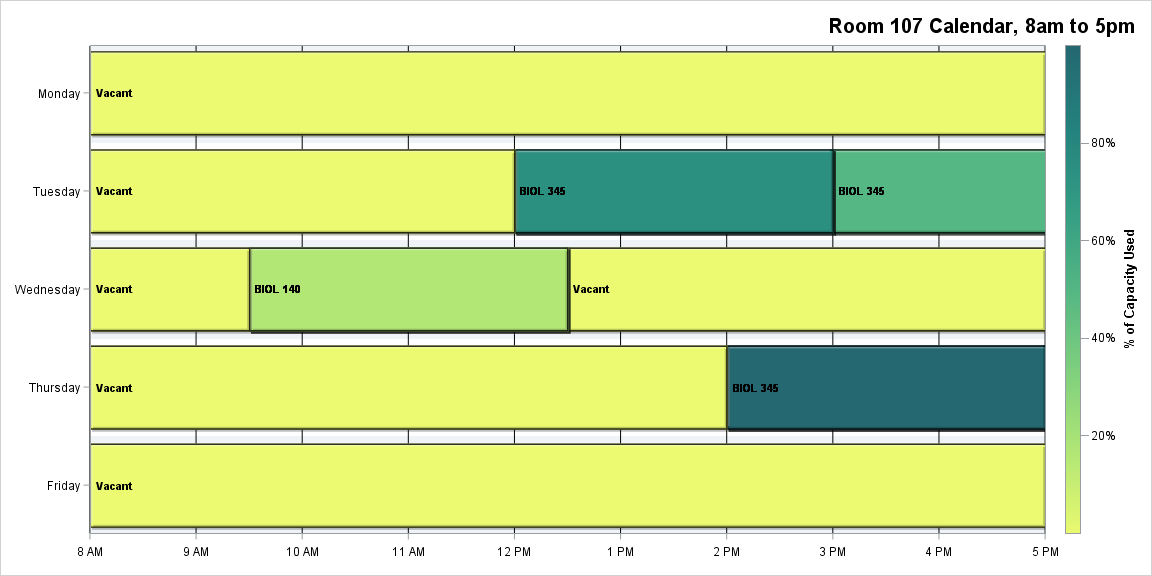 Room 107 Calendar, 8am to 5pm
Monday
Vacant
Tuesday
Vacant
BIOL 345
BIOL 345
Wednesday
Vacant
BIOL 140
Vacant
Thursday
Vacant
BIOL 345
Friday
Vacant
8 AM
9 AM
10 AM
11 AM
12 PM
1 PM
2 PM
3 PM
4 PM
5 PM
80%
60%
40%
20%
% of Capacity Used